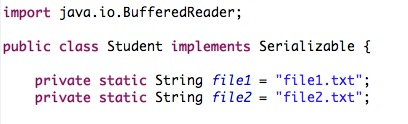 import java.io.BufferedReader;
public class Student implements Serializable {
private static String file1 = "file1.txt";
private static String file2 = "file2.txt";